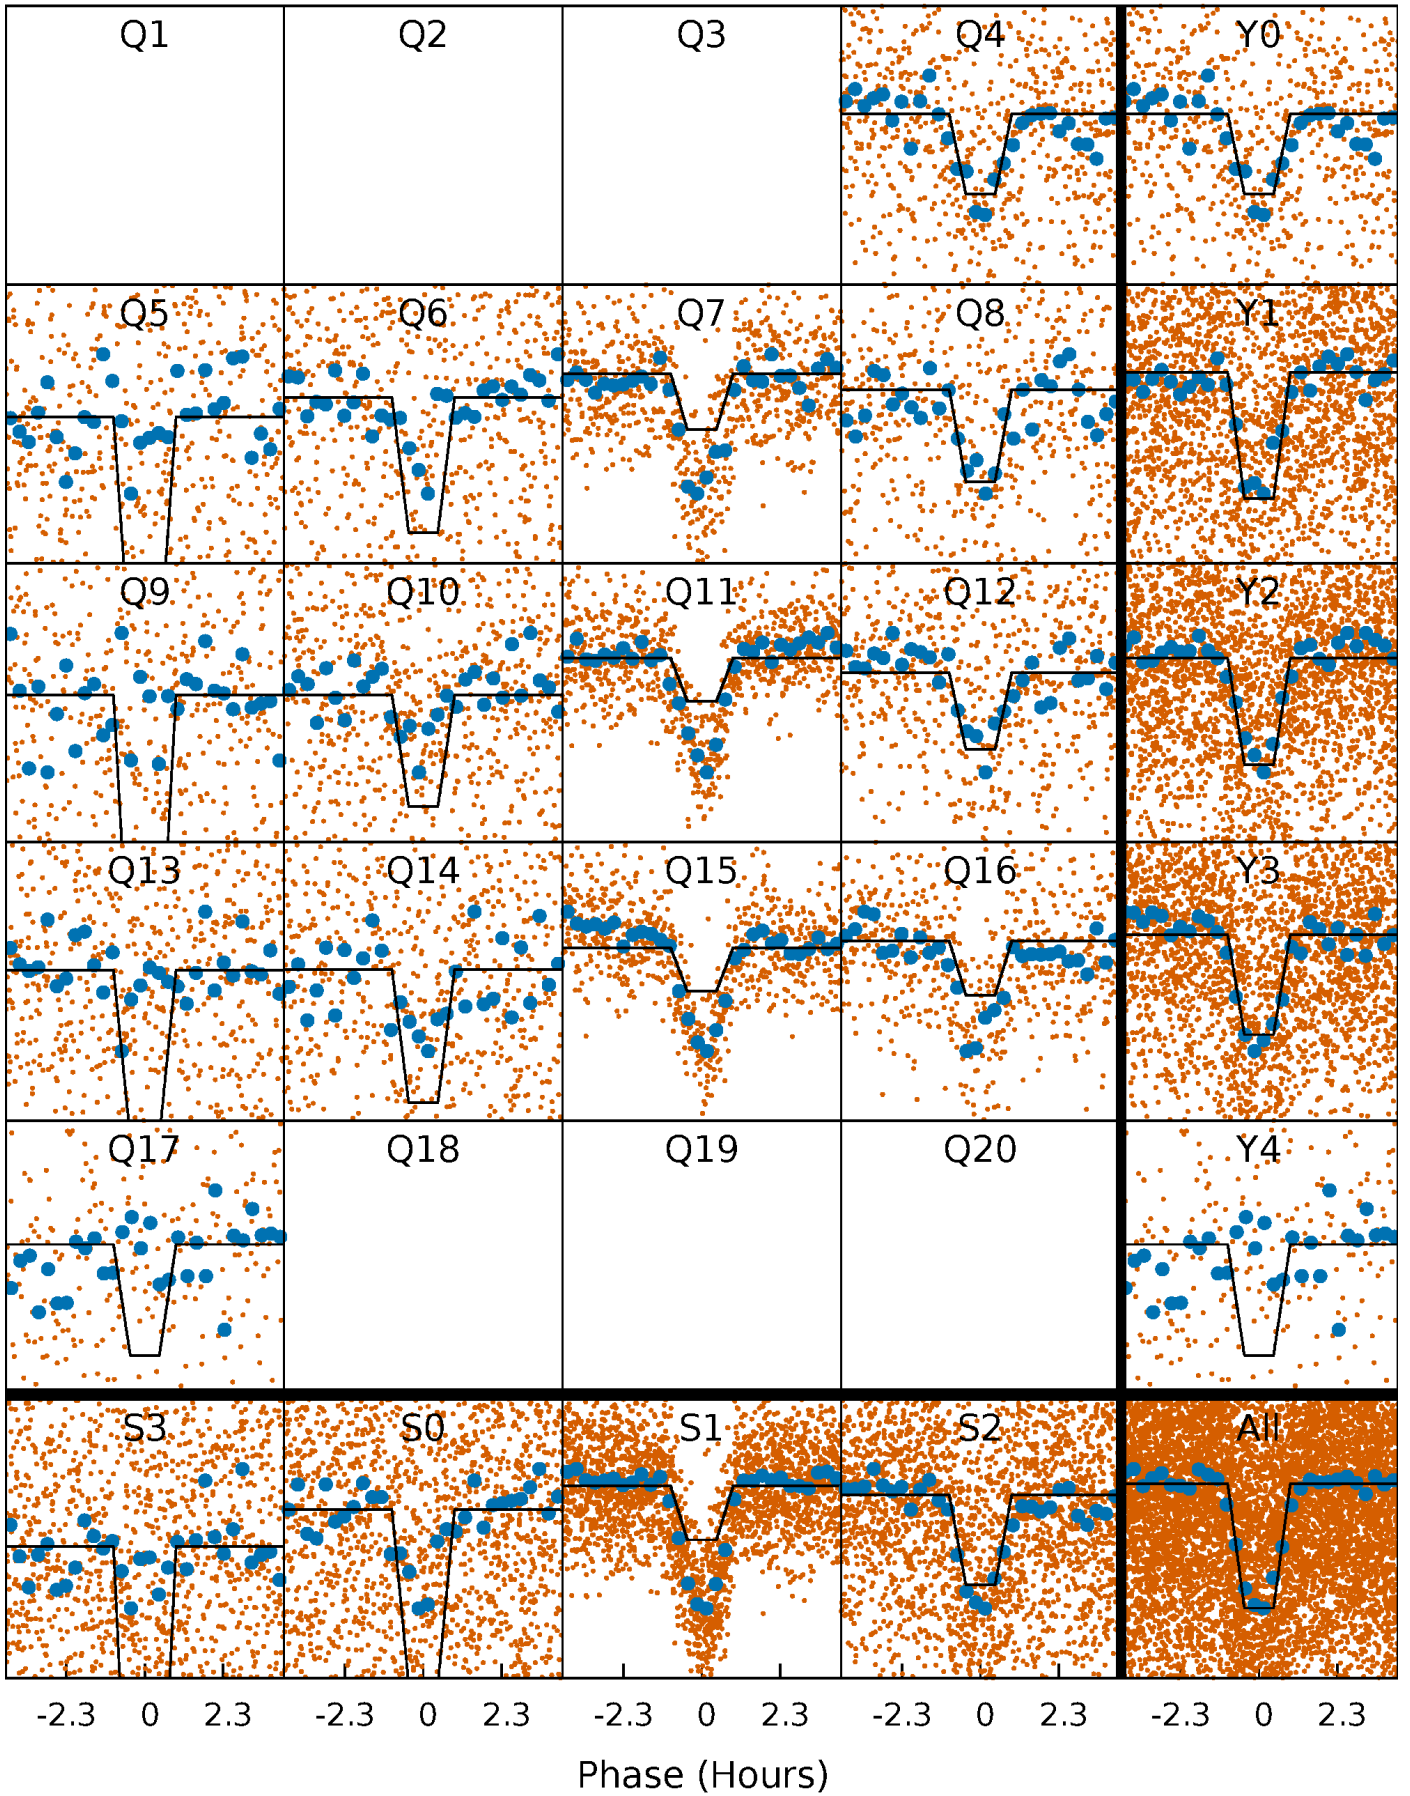 Q1 Q2 Q3 Q4 Y0
Q5 Q6 Q7 Q8 Y1
Q9 Q10 Q11 Q12 Y2
Q13 Q14 Q15 Q16 Y3
Q17 Q18 Q19 Q20 Y4
S3 S0 S1 S2 All
-2.3 0 2.3 -2.3 0 2.3 -2.3 0 2.3 -2.3 0 2.3 -2.3 0 2.3
Phase (Hours)